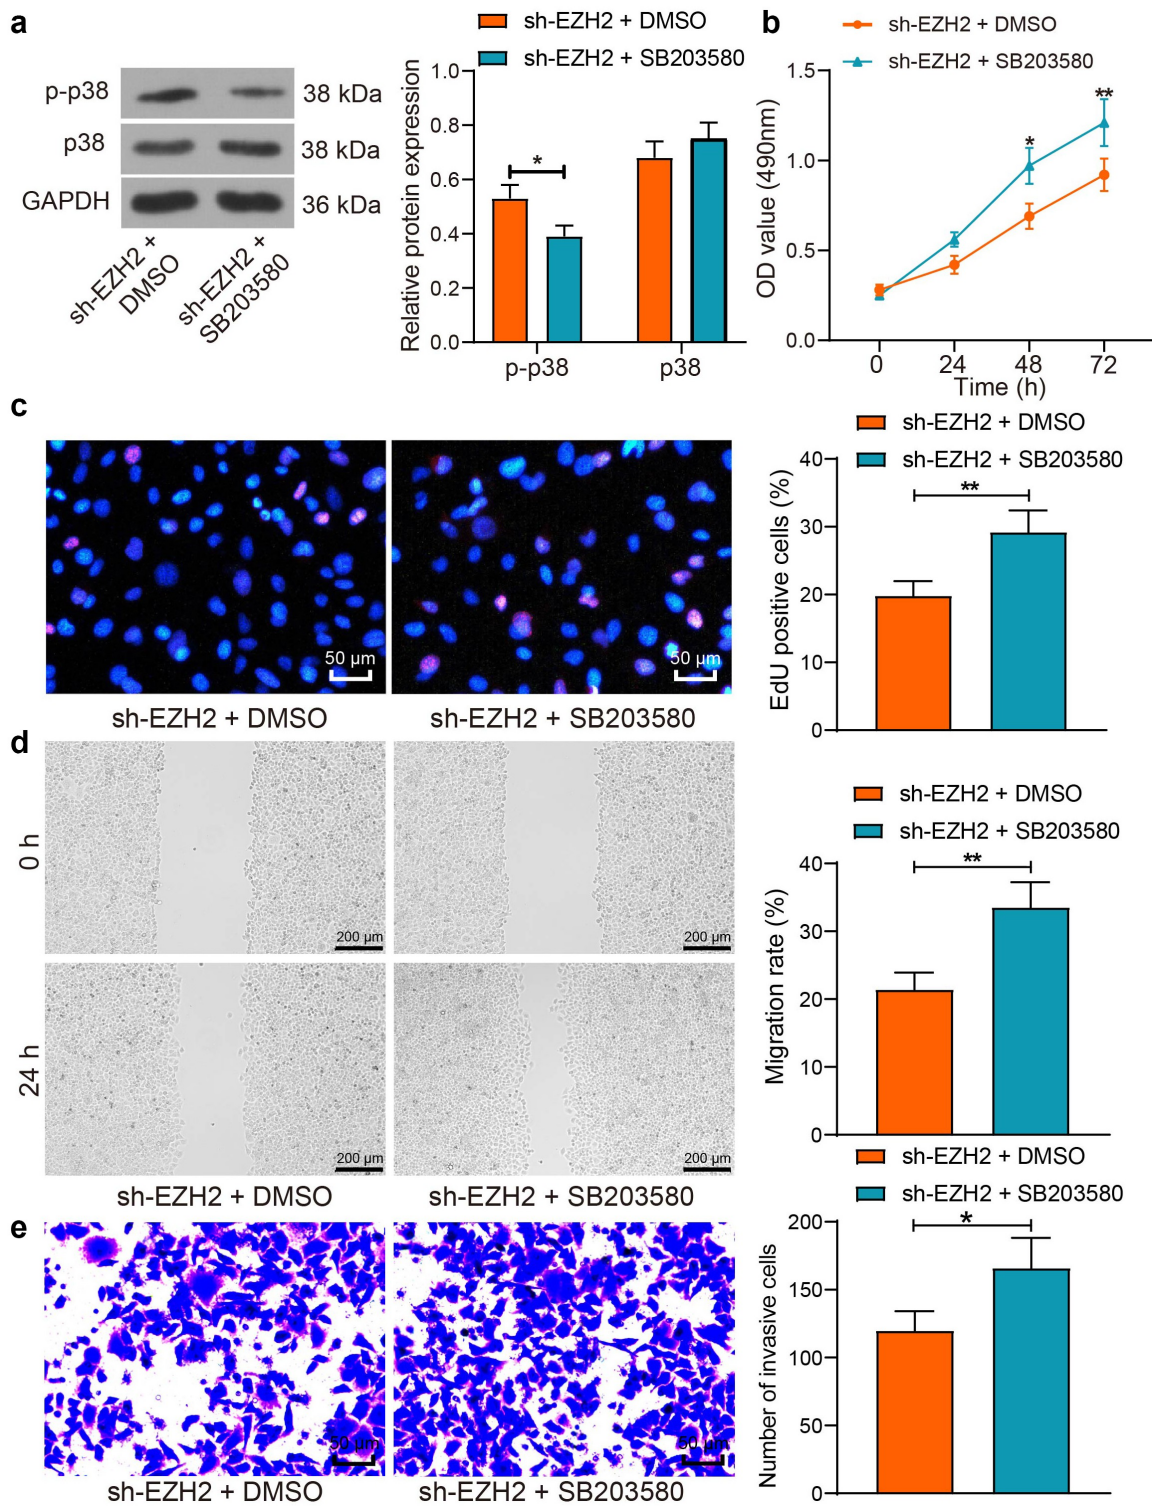 a
sh-EZH2 + DMSO
sh-EZH2 + SB203580
p-p38
38 kDa
p38
38 kDa
GAPDH
36 kDa
sh-EZH2 +
DMSO
sh-EZH2 +
SB203580
Relative protein expression
1.0
0.8
0.6
0.4
0.2
0.0
*
p-p38
p38
b
sh-EZH2 + DMSO
sh-EZH2 + SB203580
OD value (490nm)
1.5
1.0
0.5
0.0
*
**
0
24
48
72
Time (h)
c
50 μm
50 μm
sh-EZH2 + DMSO
sh-EZH2 + SB203580
sh-EZH2 + DMSO
sh-EZH2 + SB203580
EdU positive cells (%)
40
30
20
10
0
**
d
0 h
200 μm
200 μm
24 h
200 μm
200 μm
sh-EZH2 + DMSO
sh-EZH2 + SB203580
sh-EZH2 + DMSO
sh-EZH2 + SB203580
Migration rate (%)
40
30
20
10
0
**
e
50 μm
50 μm
sh-EZH2 + DMSO
sh-EZH2 + SB203580
sh-EZH2 + DMSO
sh-EZH2 + SB203580
Number of invasive cells
200
150
100
50
0
*